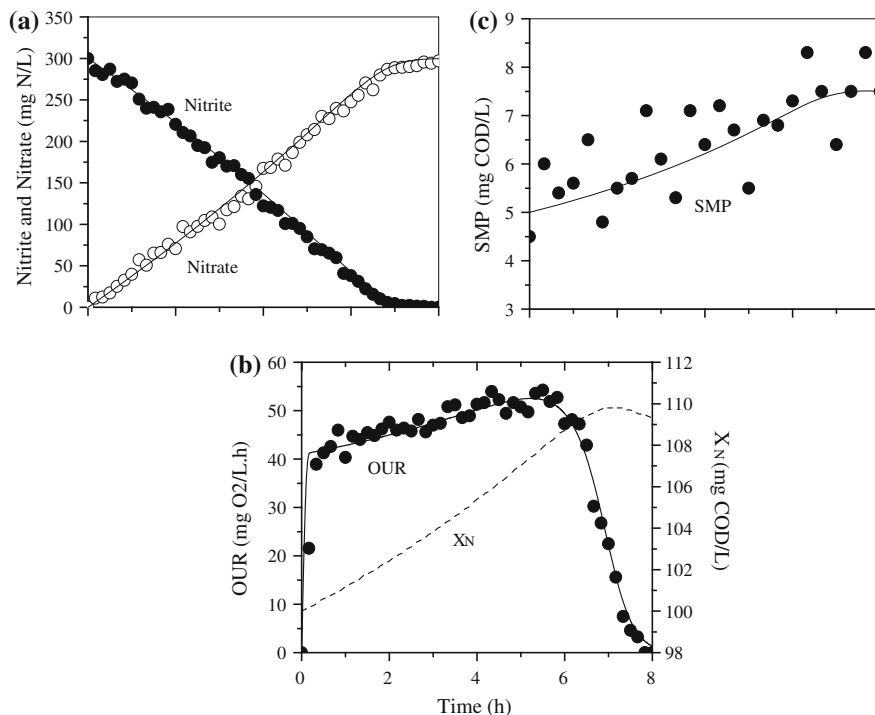 (a)
350
300
250
200
150
100
50
0
Nitrite and Nitrate (mg N/L)
Nitrite
Nitrate
(c)
9
8
7
6
5
4
3
SMP (mg COD/L)
SMP
(b)
60
50
40
30
20
10
0
OUR (mg O2/L.h)
OUR
XN
112
110
108
106
104
102
100
98
XN (mg COD/L)
0 2 4 6 8
Time (h)